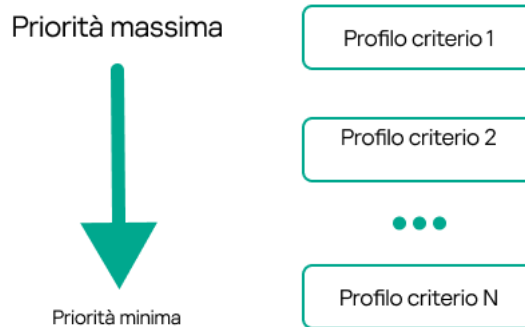 Priorità massima
Profilo criterio 1
Profilo criterio 2
Profilo criterio N
Priorità minima